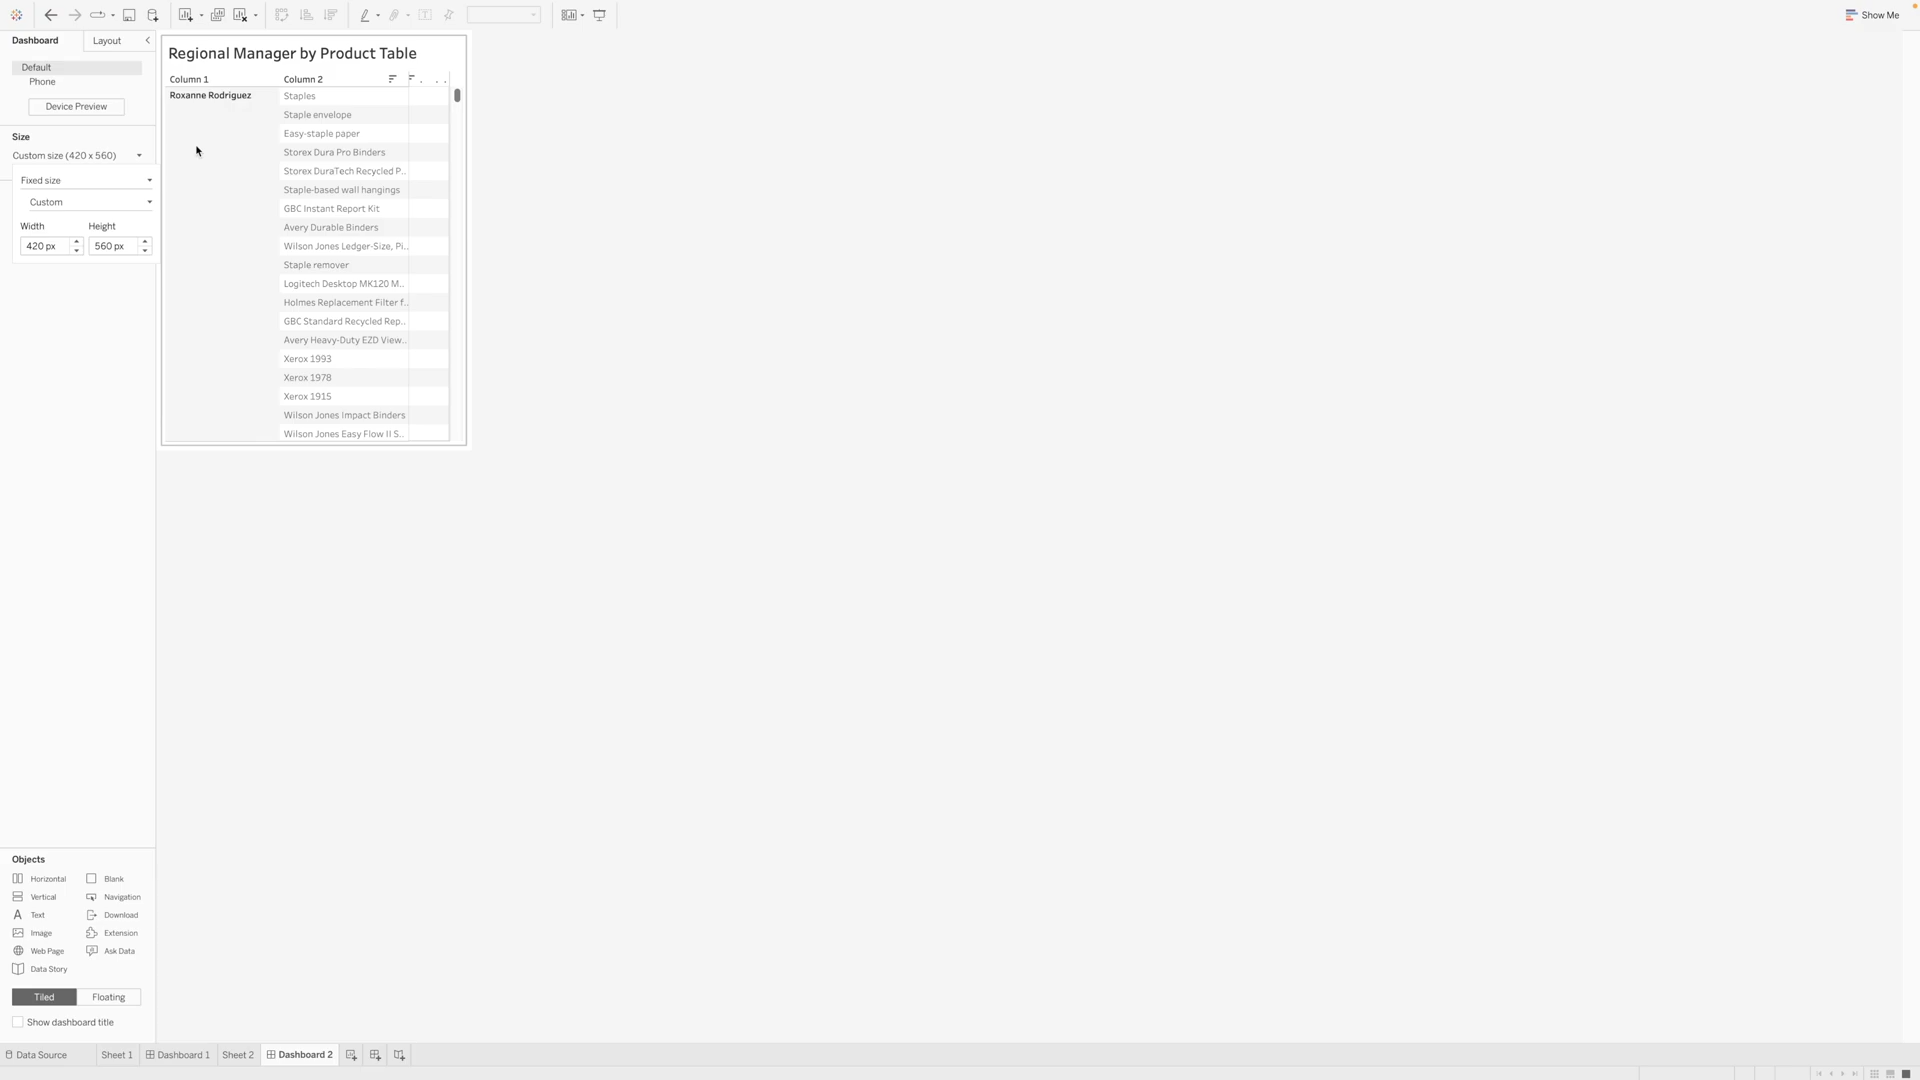 Show Me
Dashboard
Layout
Default
Phone
Device Preview
Size
Custom size (420 x 560)
Fixed size
Custom
Width
Height
420 px
560 px
Regional Manager by Product Table
Column 1
Column 2
Roxanne Rodriguez
Staples
Staple envelope
Easy-staple paper
Storex Dura Pro Binders
Storex DuraTech Recycled P..
Staple-based wall hangings
GBC Instant Report Kit
Avery Durable Binders
Wilson Jones Ledger-Size, Pi..
Staple remover
Logitech Desktop MK120 M..
Holmes Replacement Filter f..
GBC Standard Recycled Rep..
Avery Heavy-Duty EZD View..
Xerox 1993
Xerox 1978
Xerox 1915
Wilson Jones Impact Binders
Wilson Jones Easy Flow II S..
Objects
Horizontal
Blank
Vertical
Navigation
Text
Download
Image
Extension
Web Page
Ask Data
Data Story
Tiled
Floating
Show dashboard title
Data Source
Sheet 1
Dashboard 1
Sheet 2
Dashboard 2